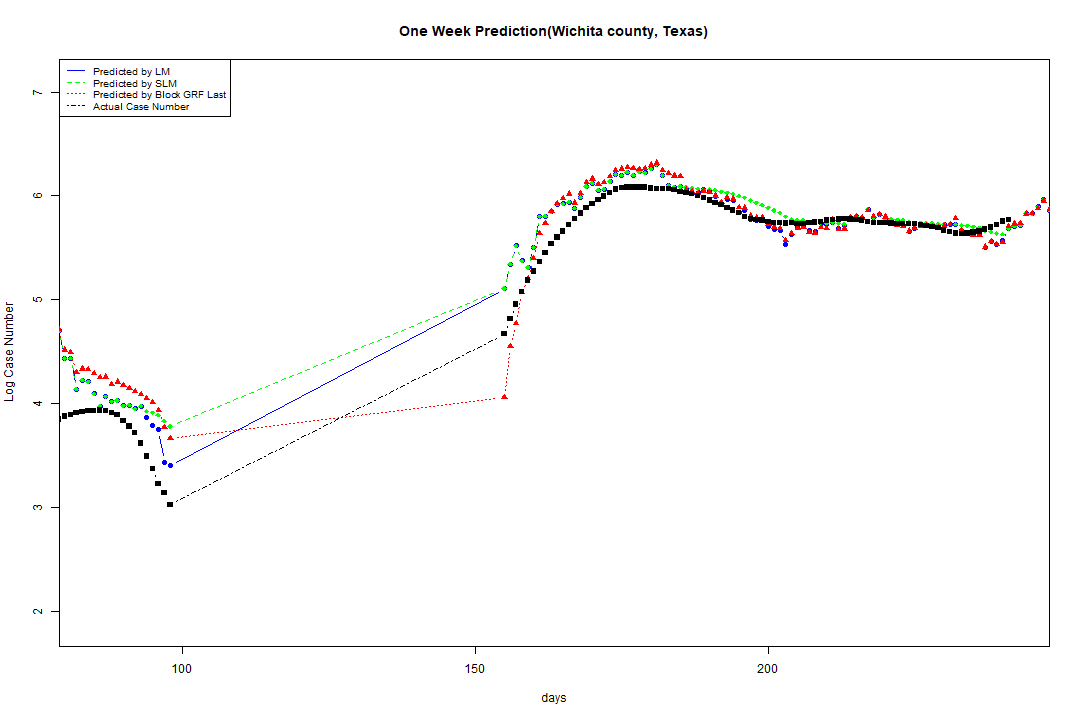 One Week Prediction(Wichita county, Texas)
Predicted by LM
Predicted by SLM
Predicted by Block GRF Last
Actual Case Number
7
6
5
4
3
2
Log Case Number
100 150 200
days